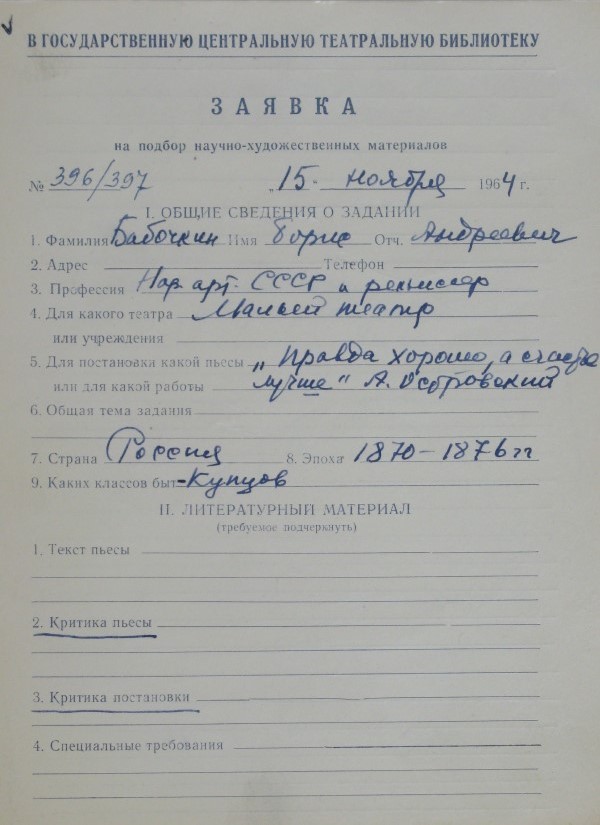 В ГОСУДАРСТВЕННУЮ ЦЕНТРАЛЬНУЮ ТЕАТРАЛЬНУЮ БИБЛИОТЕКУ
ЗАЯВКА
на подбор научно-художественных материалов
№ 396/397 „15. ноября 1964 г.
I. ОБЩИЕ СВЕДЕНИЯ О ЗАДАНИИ
1. Фамилия Бабочкин Имя Борис Отч. Андреевич
2. Адрес Телефон
3. Профессия Нар. арт. СССР и режиссер
4. Для какого театра Малый театр
или учреждения
5. Для постановки какой пьесы „Правда хорошо, а счастье
или для какой работы лучше" А. Островский
6. Общая тема задания
7. Страна Россия 8. Эпоха 1870–1876 гг
9. Каких классов быт - Купцов
II. ЛИТЕРАТУРНЫЙ МАТЕРИАЛ
(требуемое подчеркнуть)
1. Текст пьесы
2. Критика пьесы
3. Критика постановки
4. Специальные требования